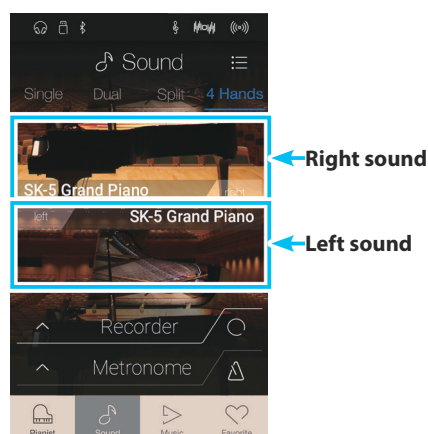 Sound
Single Dual Split 4 Hands
SK-5 Grand Piano
right
Right sound
left
SK-5 Grand Piano
Left sound
Recorder
Metronome
Pianist Sound Music Favorite